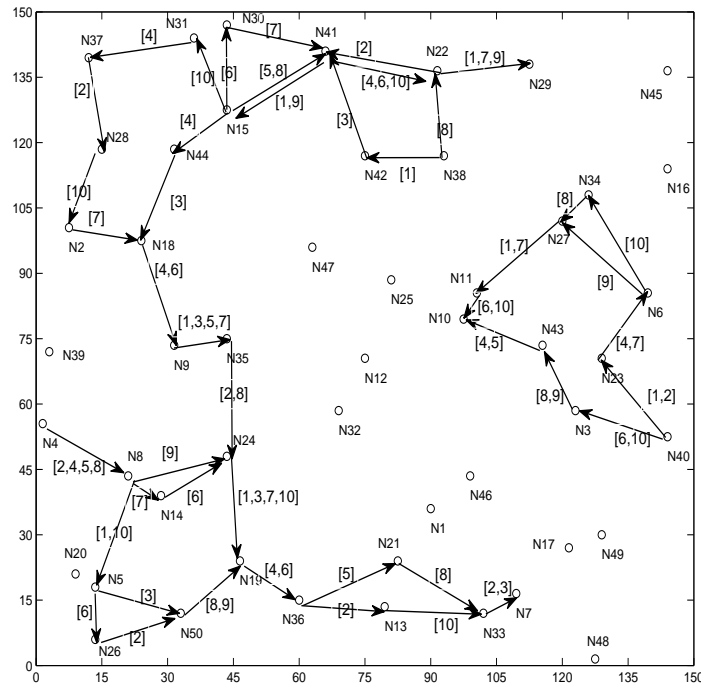 150
135
120
105
90
75
60
45
30
15
0
0 15 30 45 60 75 90 105 120 135 150
N31
N30
N41
N37
[4]
[7]
[2]
N22
[1,7,9]
N29
N45
[10]
[6]
[5,8]
[4,6,10]
[2]
[1,9]
N15
N28
[4]
N44
[3]
[8]
N42
[1]
N38
N16
[10]
[3]
N34
[8]
N2
[7]
N18
N27
[10]
[1,7]
[4,6]
N47
N11
[9]
N25
[6,10]
N10
N6
[1,3,5,7]
N43
[4,5]
[4,7]
N39
N9
N35
N12
N23
[2,8]
[8,9]
[1,2]
N32
N3
N4
N24
[6,10]
N40
N8
[9]
[2,4,5,8]
[7]
[6]
N14
[1,3,7,10]
N46
N1
[1,10]
N21
N17
N49
N20
N5
N19
[4,6]
[5]
[8]
[3]
[8,9]
[2,3]
[6]
N36
[2]
N13
[10]
N33
N7
N50
[2]
N26
N48